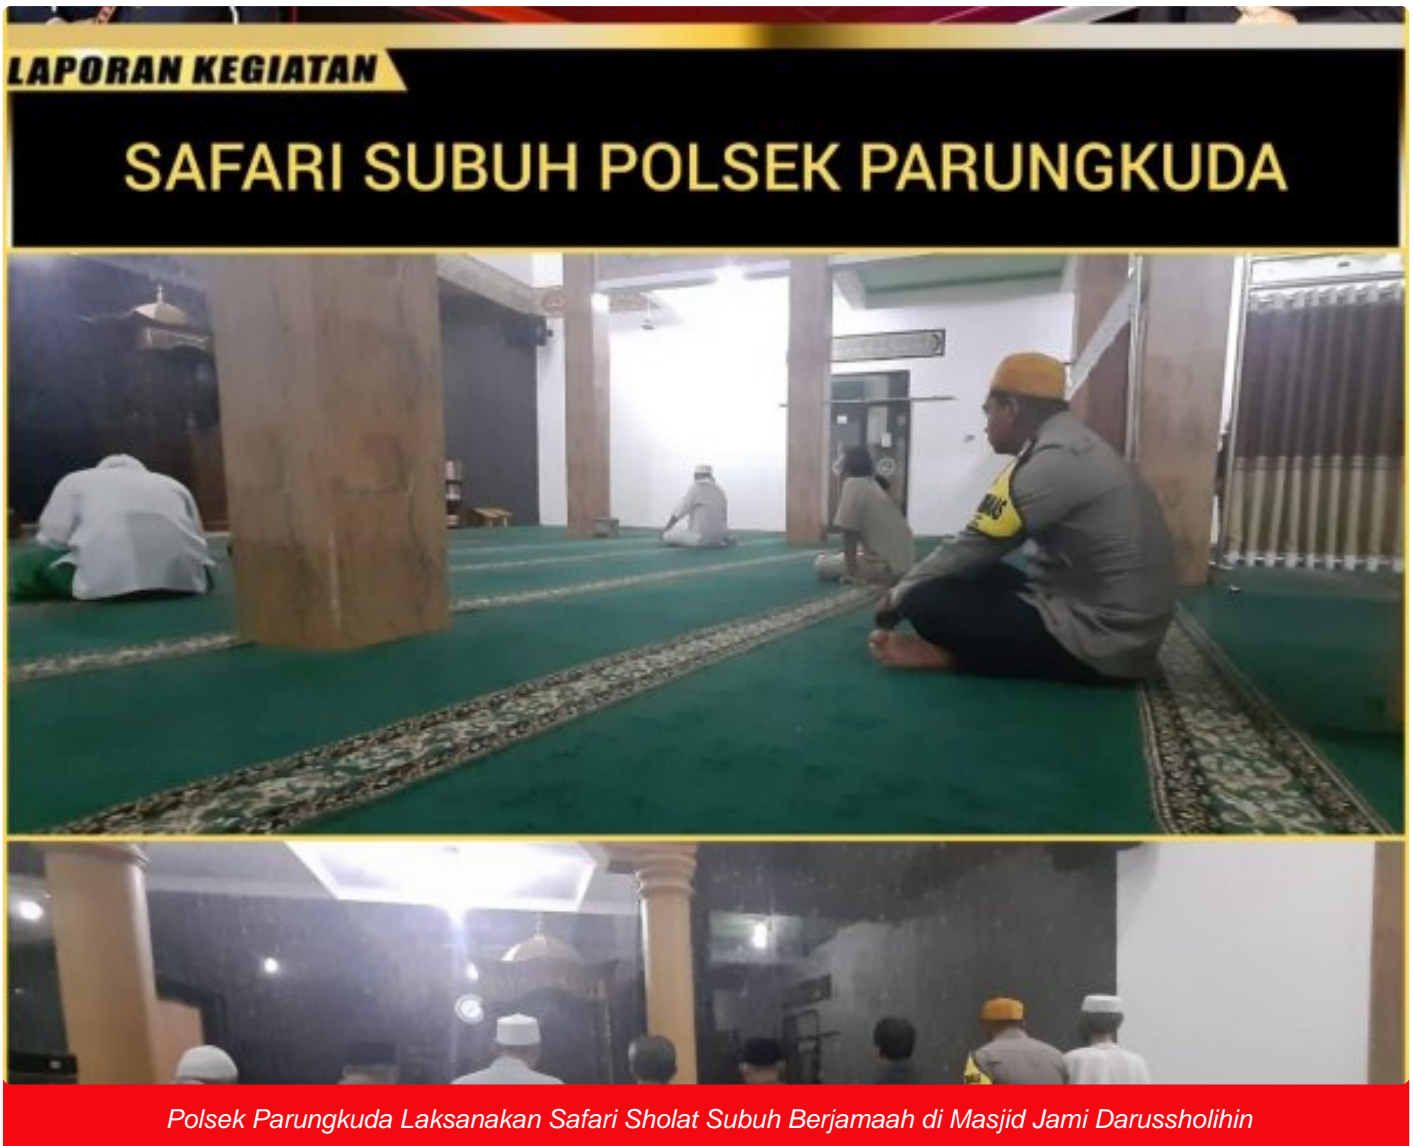 LAPORAN KEGIATAN
SAFARI SUBUH POLSEK PARUNGKUDA
Polsek Parungkuda Laksanakan Safari Sholat Subuh Berjamaah di Masjid Jami Darussholihin